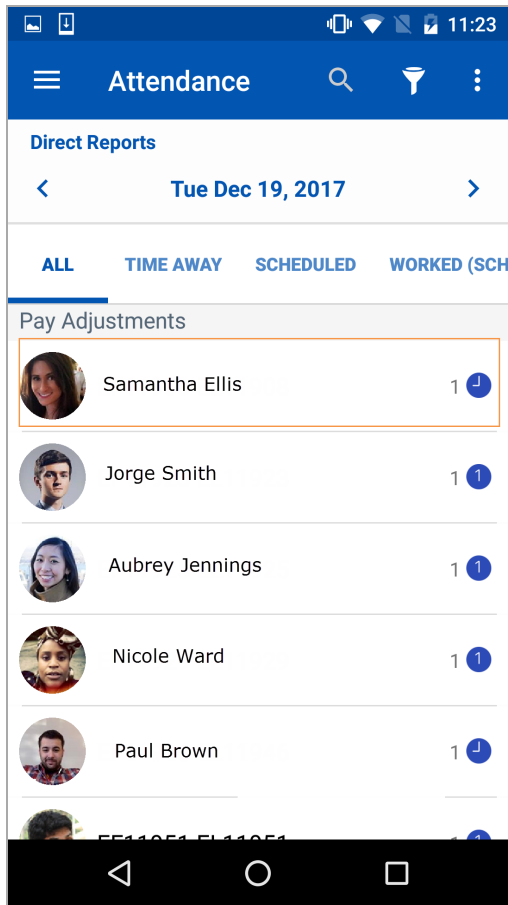 11:23
Attendance
Direct Reports
Tue Dec 19, 2017
ALL TIME AWAY SCHEDULED WORKED (SCH
Pay Adjustments
Samantha Ellis 1
Jorge Smith 1 1
Aubrey Jennings 1 1
Nicole Ward 1 1
Paul Brown 1